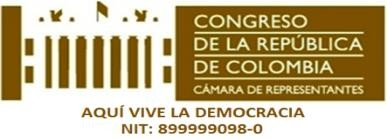 CONGRESO
DE LA REPÚBLICA
DE COLOMBIA
CÁMARA DE REPRESENTANTES
AQUÍ VIVE LA DEMOCRACIA
NIT: 899999098-0